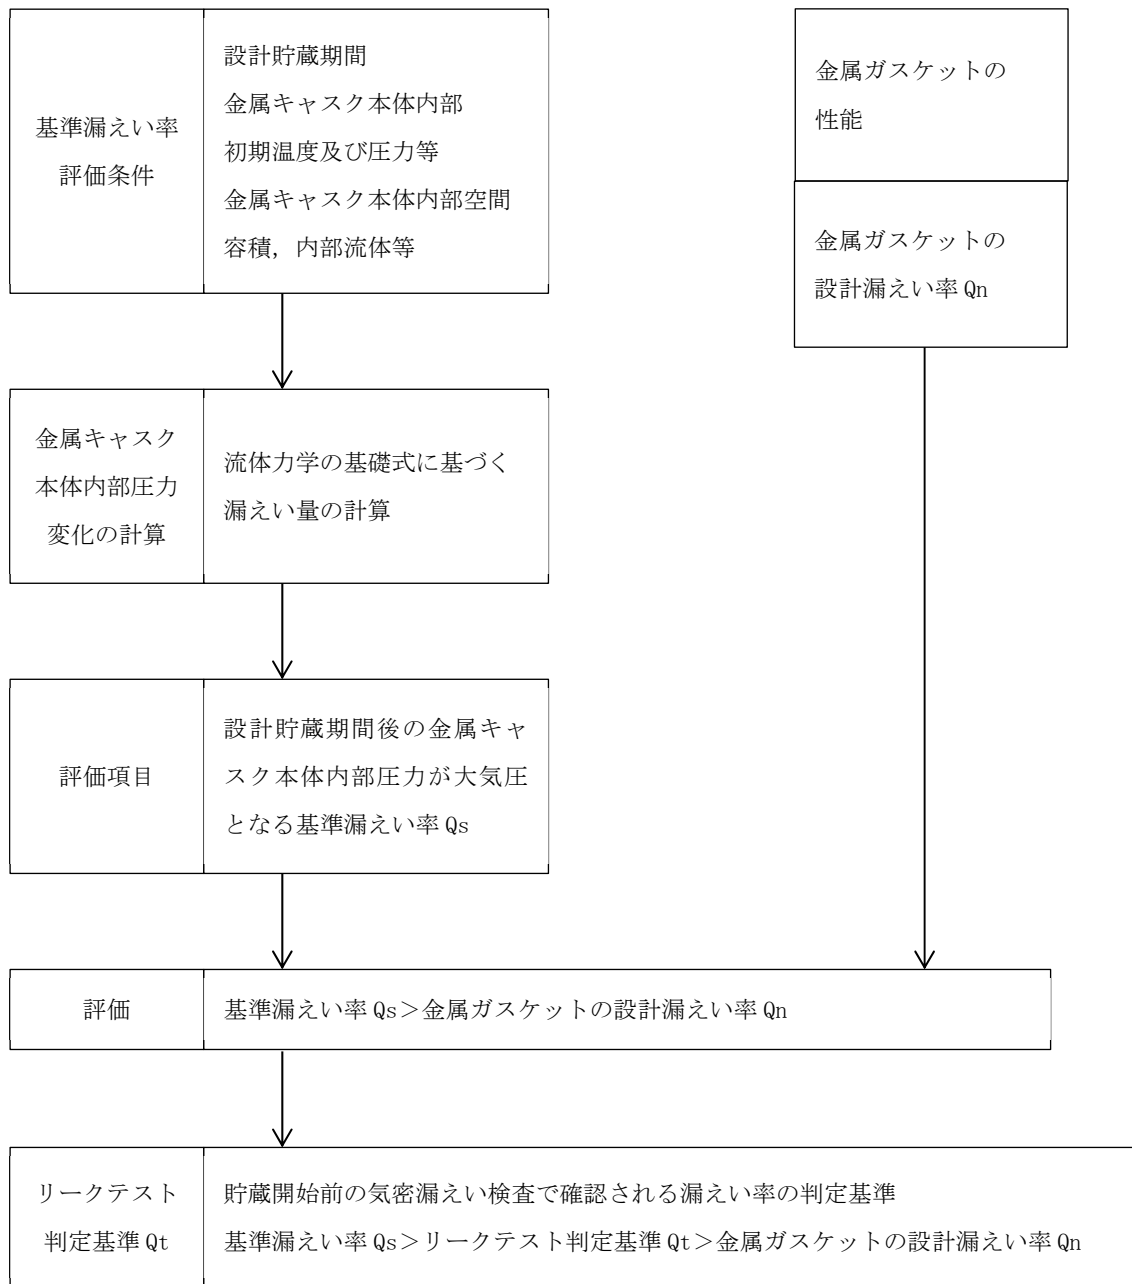 基準漏えい率
評価条件
設計貯蔵期間
金属キャスク本体内部
初期温度及び圧力等
金属キャスク本体内部空間
容積，内部流体等
金属ガスケットの
性能
金属ガスケットの
設計漏えい率 Qn
金属キャスク
本体内部圧力
変化の計算
流体力学の基礎式に基づく
漏えい量の計算
評価項目
設計貯蔵期間後の金属キャ
スク本体内部圧力が大気圧
となる基準漏えい率 Qs
評価
基準漏えい率 Qs＞金属ガスケットの設計漏えい率 Qn
リークテスト
判定基準 Qt
貯蔵開始前の気密漏えい検査で確認される漏えい率の判定基準
基準漏えい率 Qs＞リークテスト判定基準 Qt＞金属ガスケットの設計漏えい率 Qn